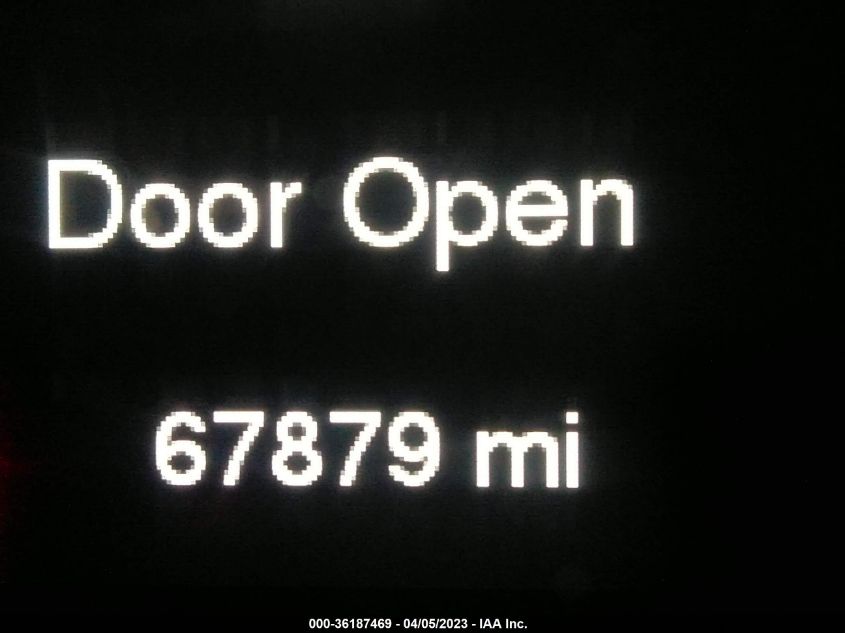 Door Open
67879 mi
000-36187469 - 04/05/2023 - IAA Inc.